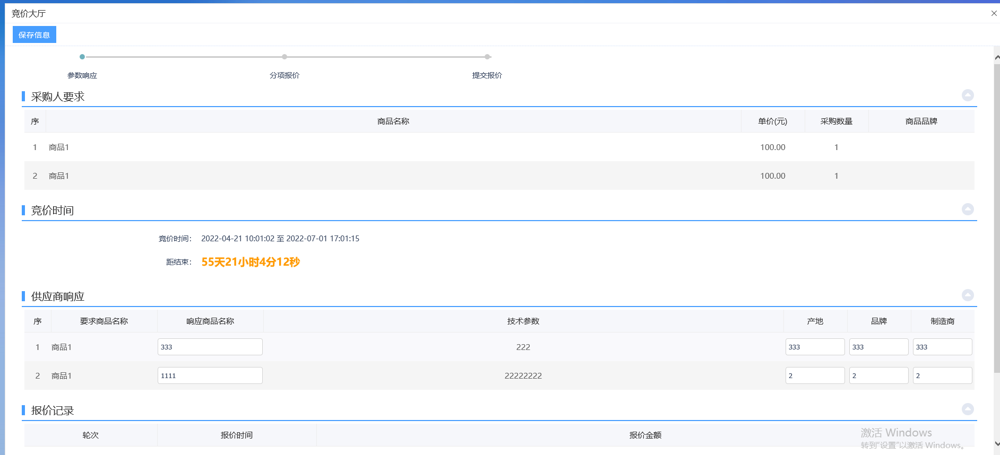 竞价大厅
保存信息
参数响应 分项报价 提交报价
采购人要求
序 商品名称 单价(元) 采购数量 商品品牌
1 商品1 100.00 1
2 商品1 100.00 1
竞价时间
竞价时间： 2022-04-21 10:01:02 至 2022-07-01 17:01:15
距结束： 55天21小时4分12秒
供应商响应
序 要求商品名称 响应商品名称 技术参数 产地 品牌 制造商
1 商品1 333 222 333 333 333
2 商品1 1111 22222222 2 2 2
报价记录
轮次 报价时间 报价金额
激活 Windows
转到"设置"以激活 Windows。